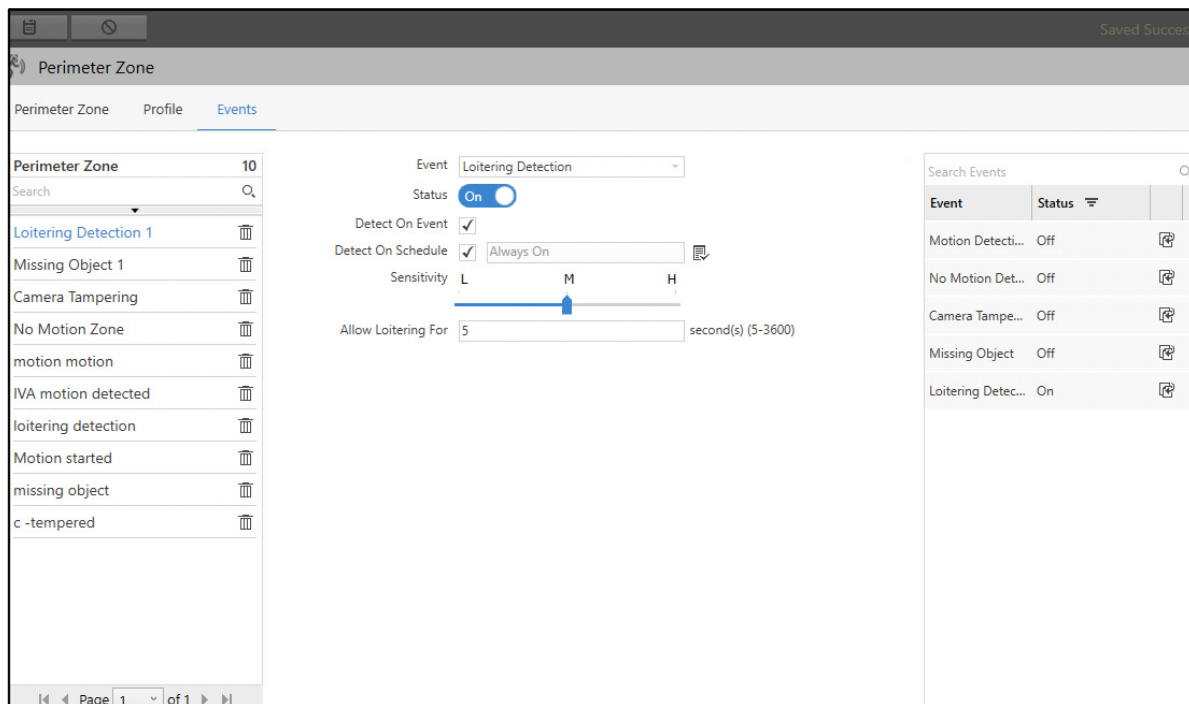 Saved Succes
Perimeter Zone
Perimeter Zone Profile Events
Perimeter Zone 10
Search
Loitering Detection 1
Missing Object 1
Camera Tampering
No Motion Zone
motion motion
IVA motion detected
loitering detection
Motion started
missing object
c -tempered
Page 1 of 1
Event Loitering Detection
Status On
Detect On Event
Detect On Schedule Always On
Sensitivity L M H
Allow Loitering For 5 second(s) (5-3600)
Search Events
Event Status
Motion Detecti... Off
No Motion Det... Off
Camera Tampe... Off
Missing Object Off
Loitering Detec... On